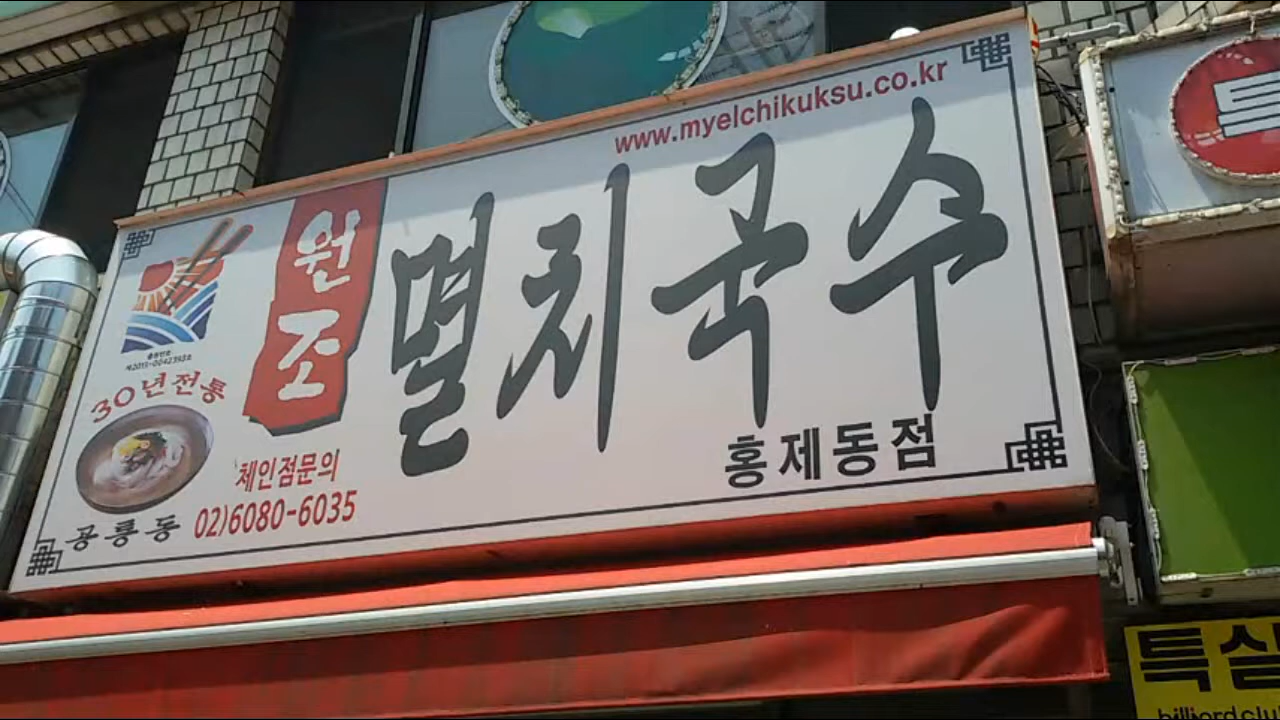 www.myelchikuksu.co.kr
원조
멸치국수
30년전통
체인점문의
02)6080-6035
공릉동
홍제동점
특실
billiard club